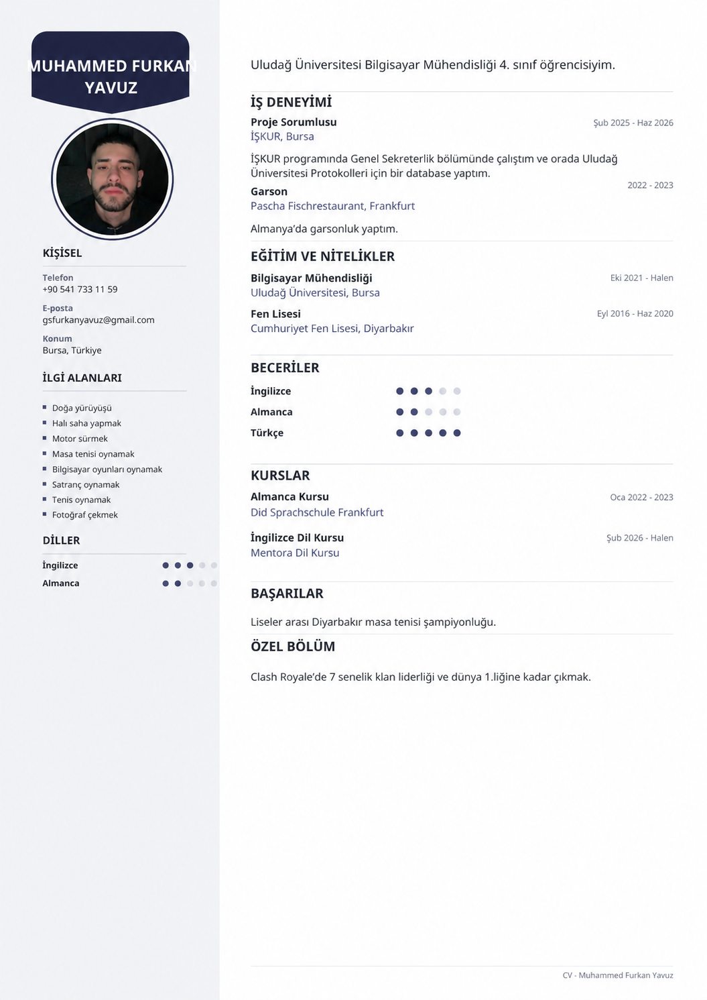 MUHAMMED FURKAN
YAVUZ
KİŞİSEL
Telefon
+90 541 733 11 59
E-posta
gsfurkanyavuz@gmail.com
Konum
Bursa, Türkiye
İLGİ ALANLARI
Doğa yürüyüşü
Halı saha yapmak
Motor sürmek
Masa tenisi oynamak
Bilgisayar oyunları oynamak
Satranç oynamak
Tenis oynamak
Fotoğraf çekmek
DİLLER
İngilizce
Almanca
Uludağ Üniversitesi Bilgisayar Mühendisliği 4. sınıf öğrencisiyim.
İŞ DENEYİMİ
Proje Sorumlusu Şub 2025 - Haz 2026
İŞKUR, Bursa
İŞKUR programında Genel Sekreterlik bölümünde çalıştım ve orada Uludağ
Üniversitesi Protokolleri için bir database yaptım.
2022 - 2023
Garson
Pascha Fischrestaurant, Frankfurt
Almanya’da garsonluk yaptım.
EĞİTİM VE NİTELİKLER
Bilgisayar Mühendisliği Eki 2021 - Halen
Uludağ Üniversitesi, Bursa
Fen Lisesi Eyl 2016 - Haz 2020
Cumhuriyet Fen Lisesi, Diyarbakır
BECERİLER
İngilizce
Almanca
Türkçe
KURSLAR
Almanca Kursu Oca 2022 - 2023
Did Sprachschule Frankfurt
İngilizce Dil Kursu Şub 2026 - Halen
Mentora Dil Kursu
BAŞARILAR
Liseler arası Diyarbakır masa tenisi şampiyonluğu.
ÖZEL BÖLÜM
Clash Royale’de 7 senelik klan liderliği ve dünya 1.liğine kadar çıkmak.
CV - Muhammed Furkan Yavuz